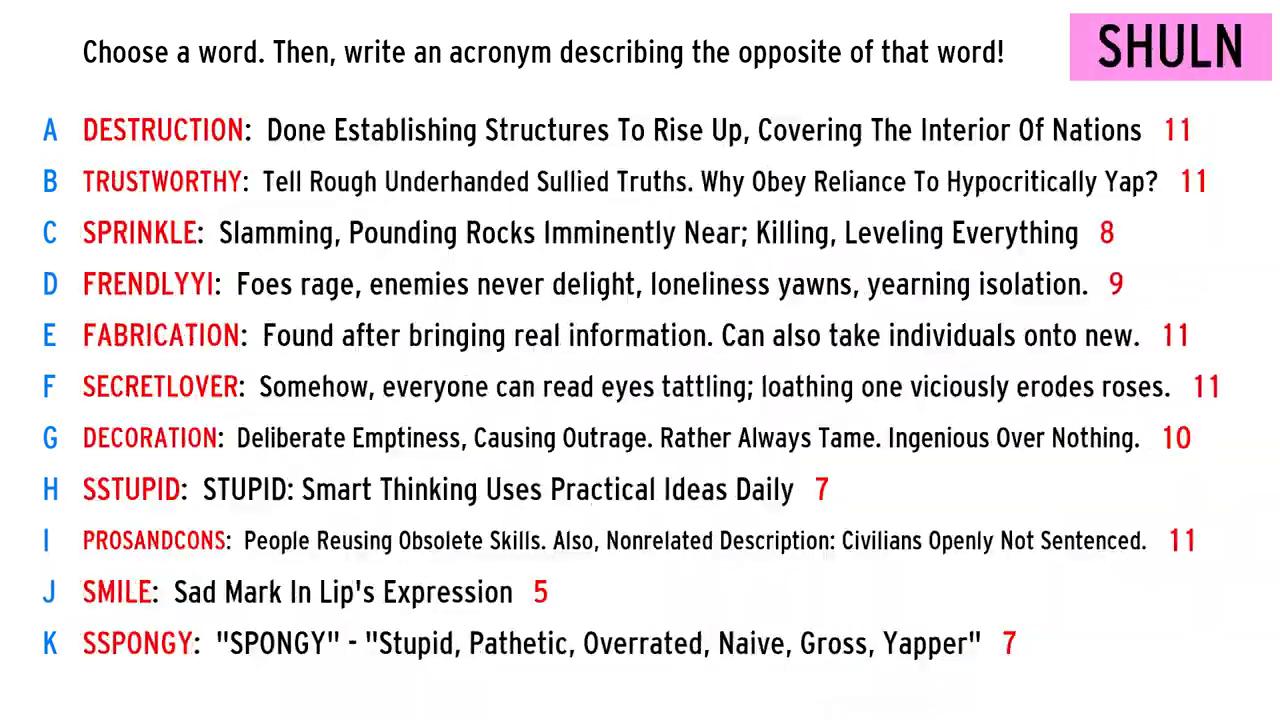 Choose a word. Then, write an acronym describing the opposite of that word!
SHULN
A DESTRUCTION: Done Establishing Structures To Rise Up, Covering The Interior Of Nations 11
B TRUSTWORTHY: Tell Rough Underhanded Sullied Truths. Why Obey Reliance To Hypocritically Yap? 11
C SPRINKLE: Slamming, Pounding Rocks Imminently Near; Killing, Leveling Everything 8
D FRENDLYYI: Foes rage, enemies never delight, loneliness yawns, yearning isolation. 9
E FABRICATION: Found after bringing real information. Can also take individuals onto new. 11
F SECRETLOVER: Somehow, everyone can read eyes tattling; loathing one viciously erodes roses. 11
G DECORATION: Deliberate Emptiness, Causing Outrage. Rather Always Tame. Ingenious Over Nothing. 10
H SSTUPID: STUPID: Smart Thinking Uses Practical Ideas Daily 7
I PROSANDCONS: People Reusing Obsolete Skills. Also, Nonrelated Description: Civilians Openly Not Sentenced. 11
J SMILE: Sad Mark In Lip's Expression 5
K SSPONGY: "SPONGY" - "Stupid, Pathetic, Overrated, Naive, Gross, Yapper" 7